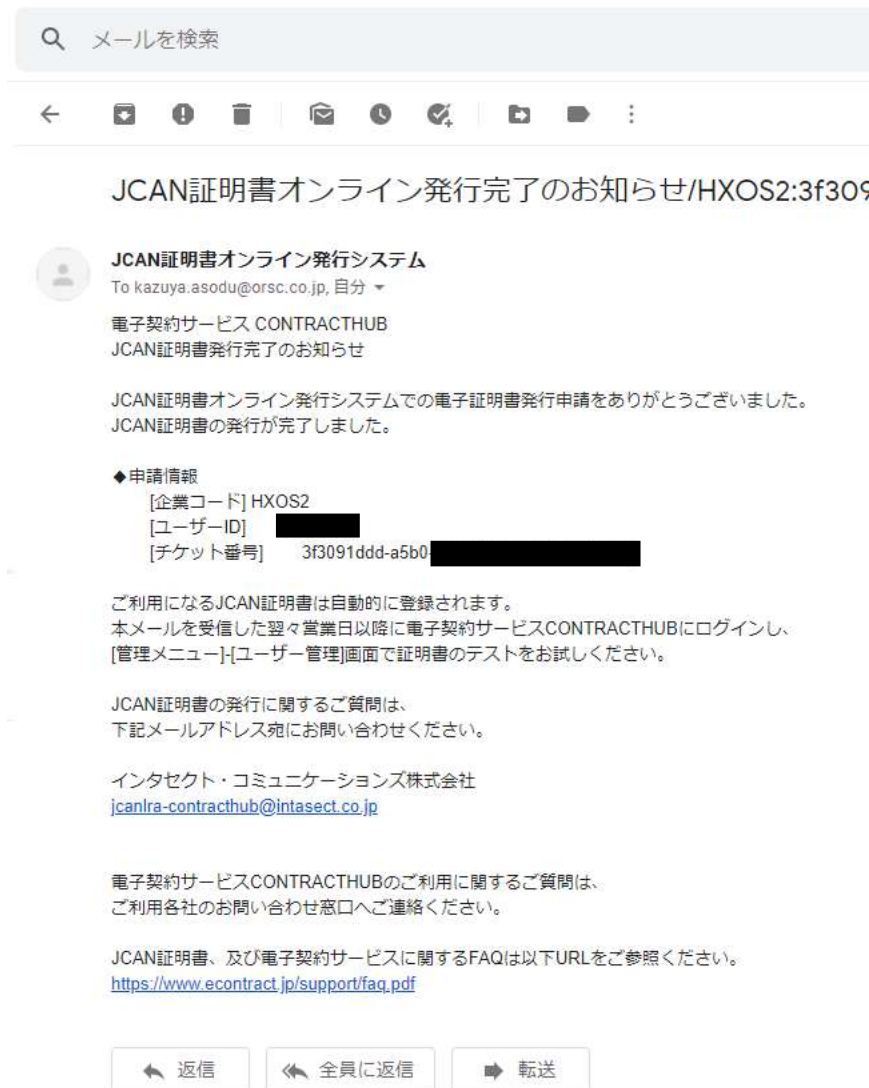 メールを検索
JCAN証明書オンライン発行完了のお知らせ/HXOS2:3f309
JCAN証明書オンライン発行システム
To kazuya.asodu@orsc.co.jp, 自分
電子契約サービス CONTRACTHUB
JCAN証明書発行完了のお知らせ
JCAN証明書オンライン発行システムでの電子証明書発行申請をありがとうございました。
JCAN証明書の発行が完了しました。
◆申請情報
[企業コード] HXOS2
[ユーザーID]
[チケット番号] 3f3091ddd-a5b0-
ご利用になるJCAN証明書は自動的に登録されます。
本メールを受信した翌々営業日以降に電子契約サービスCONTRACTHUBにログインし、
[管理メニュー]-[ユーザー管理]画面で証明書のテストをお試しください。
JCAN証明書の発行に関するご質問は、
下記メールアドレス宛にお問い合わせください。
インタセクト・コミュニケーションズ株式会社
jcanlra-contracthub@intasect.co.jp
電子契約サービスCONTRACTHUBのご利用に関するご質問は、
ご利用各社のお問い合わせ窓口へご連絡ください。
JCAN証明書、及び電子契約サービスに関するFAQは以下URLをご参照ください。
https://www.econtract.jp/support/faq.pdf
返信
全員に返信
転送